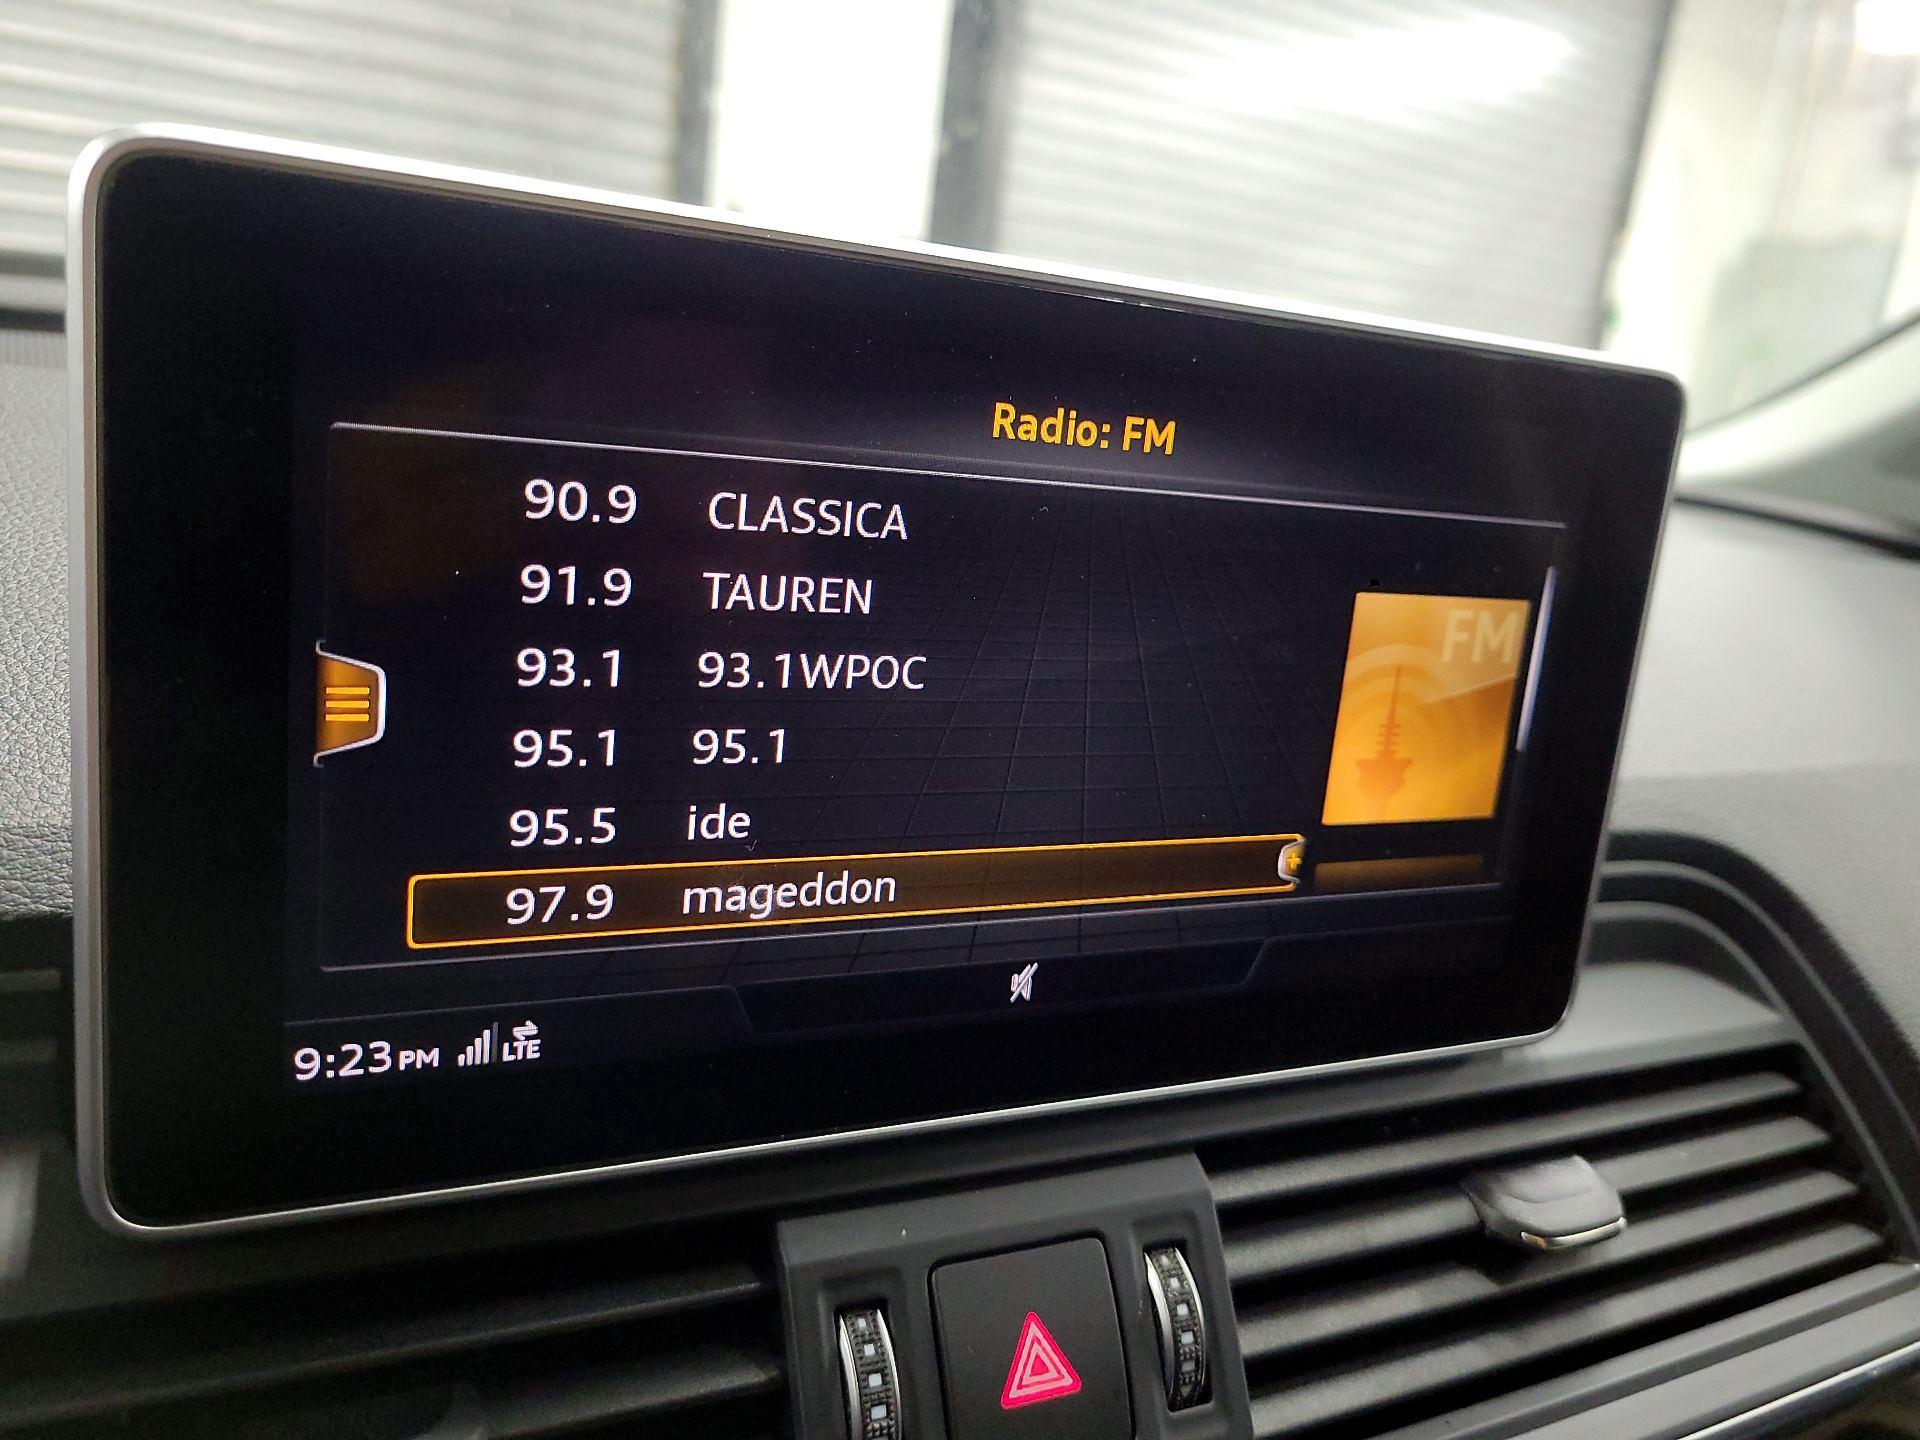 Radio: FM
90.9 CLASSICA
91.9 TAUREN
93.1 93.1WPOC
95.1 95.1
95.5 ide
97.9 mageddon
FM
9:23 PM LTE